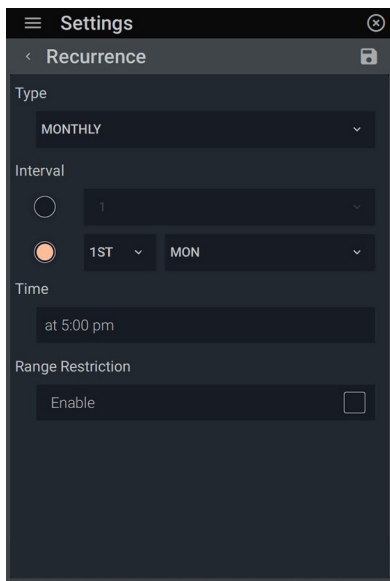 Settings
Recurrence
Type
MONTHLY
Interval
1
1ST MON
Time
at 5:00 pm
Range Restriction
Enable